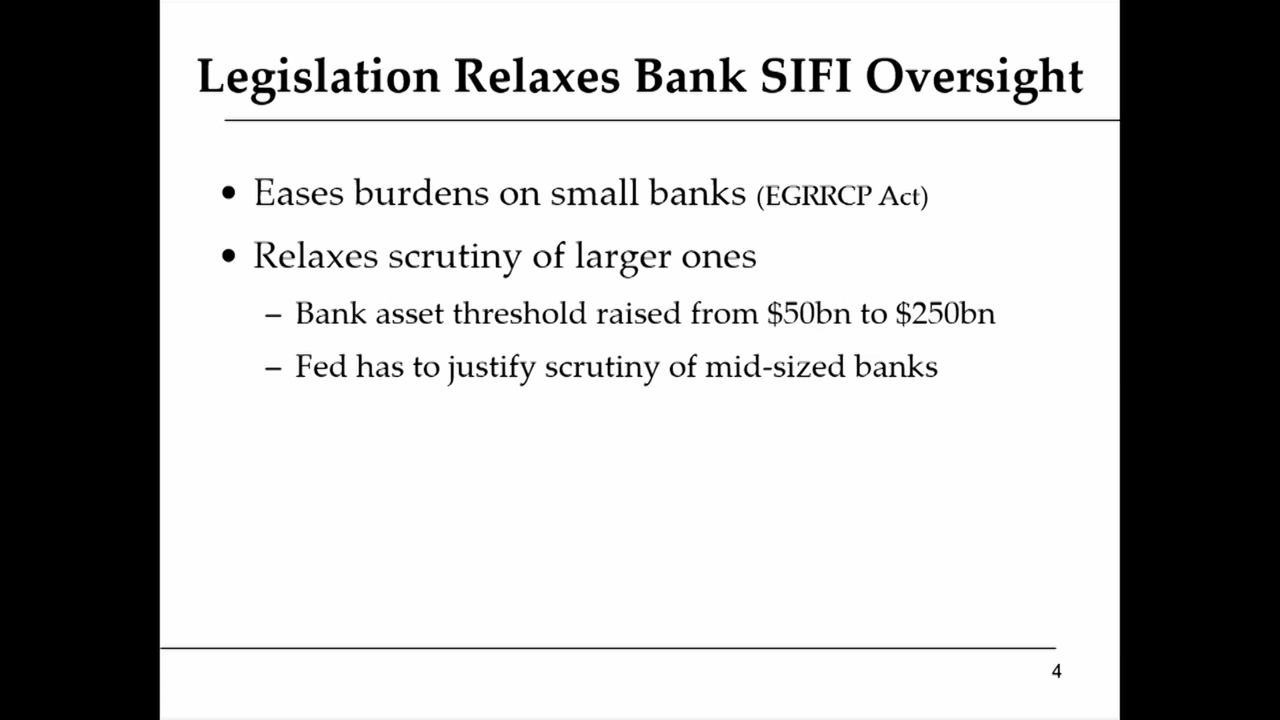 Legislation Relaxes Bank SIFI Oversight
• Eases burdens on small banks (EGRRCP Act)
• Relaxes scrutiny of larger ones
– Bank asset threshold raised from $50bn to $250bn
– Fed has to justify scrutiny of mid-sized banks
4